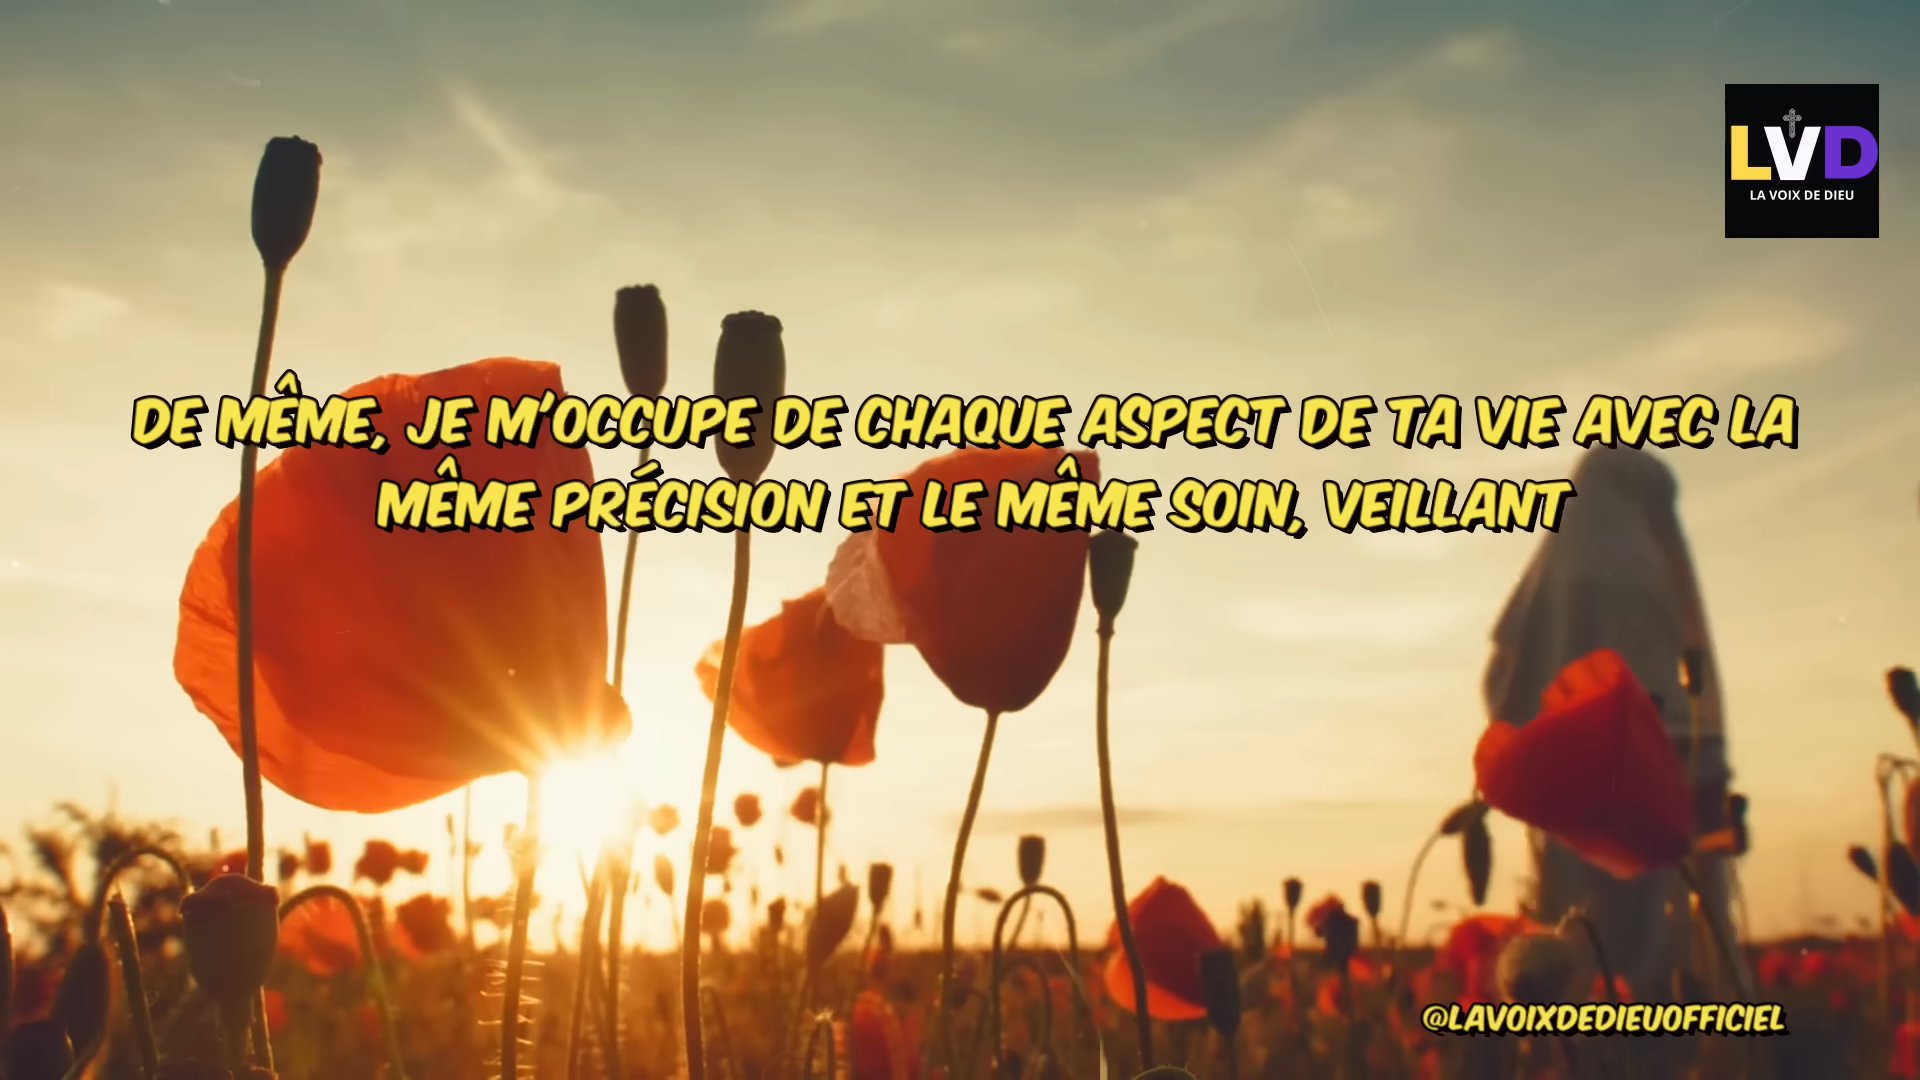 LVD
LA VOIX DE DIEU
DE MÊME, JE M'OCCUPE DE CHAQUE ASPECT DE TA VIE AVEC LA
MÊME PRÉCISION ET LE MÊME SOIN, VEILLANT
@LAVOIXDEDIEUOFFICIEL